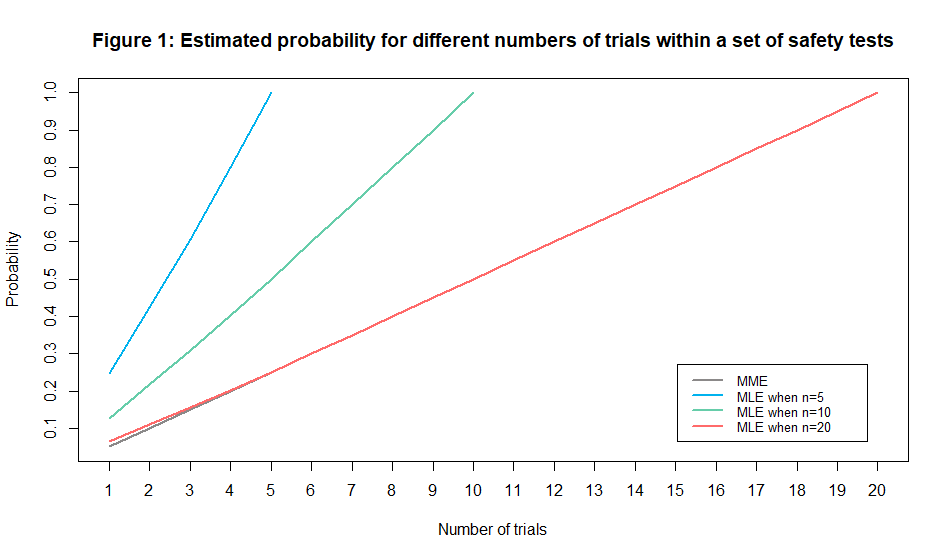 Figure 1: Estimated probability for different numbers of trials within a set of safety tests
Probability
1.0
0.9
0.8
0.7
0.6
0.5
0.4
0.3
0.2
0.1
MME
MLE when n=5
MLE when n=10
MLE when n=20
1 2 3 4 5 6 7 8 9 10 11 12 13 14 15 16 17 18 19 20
Number of trials